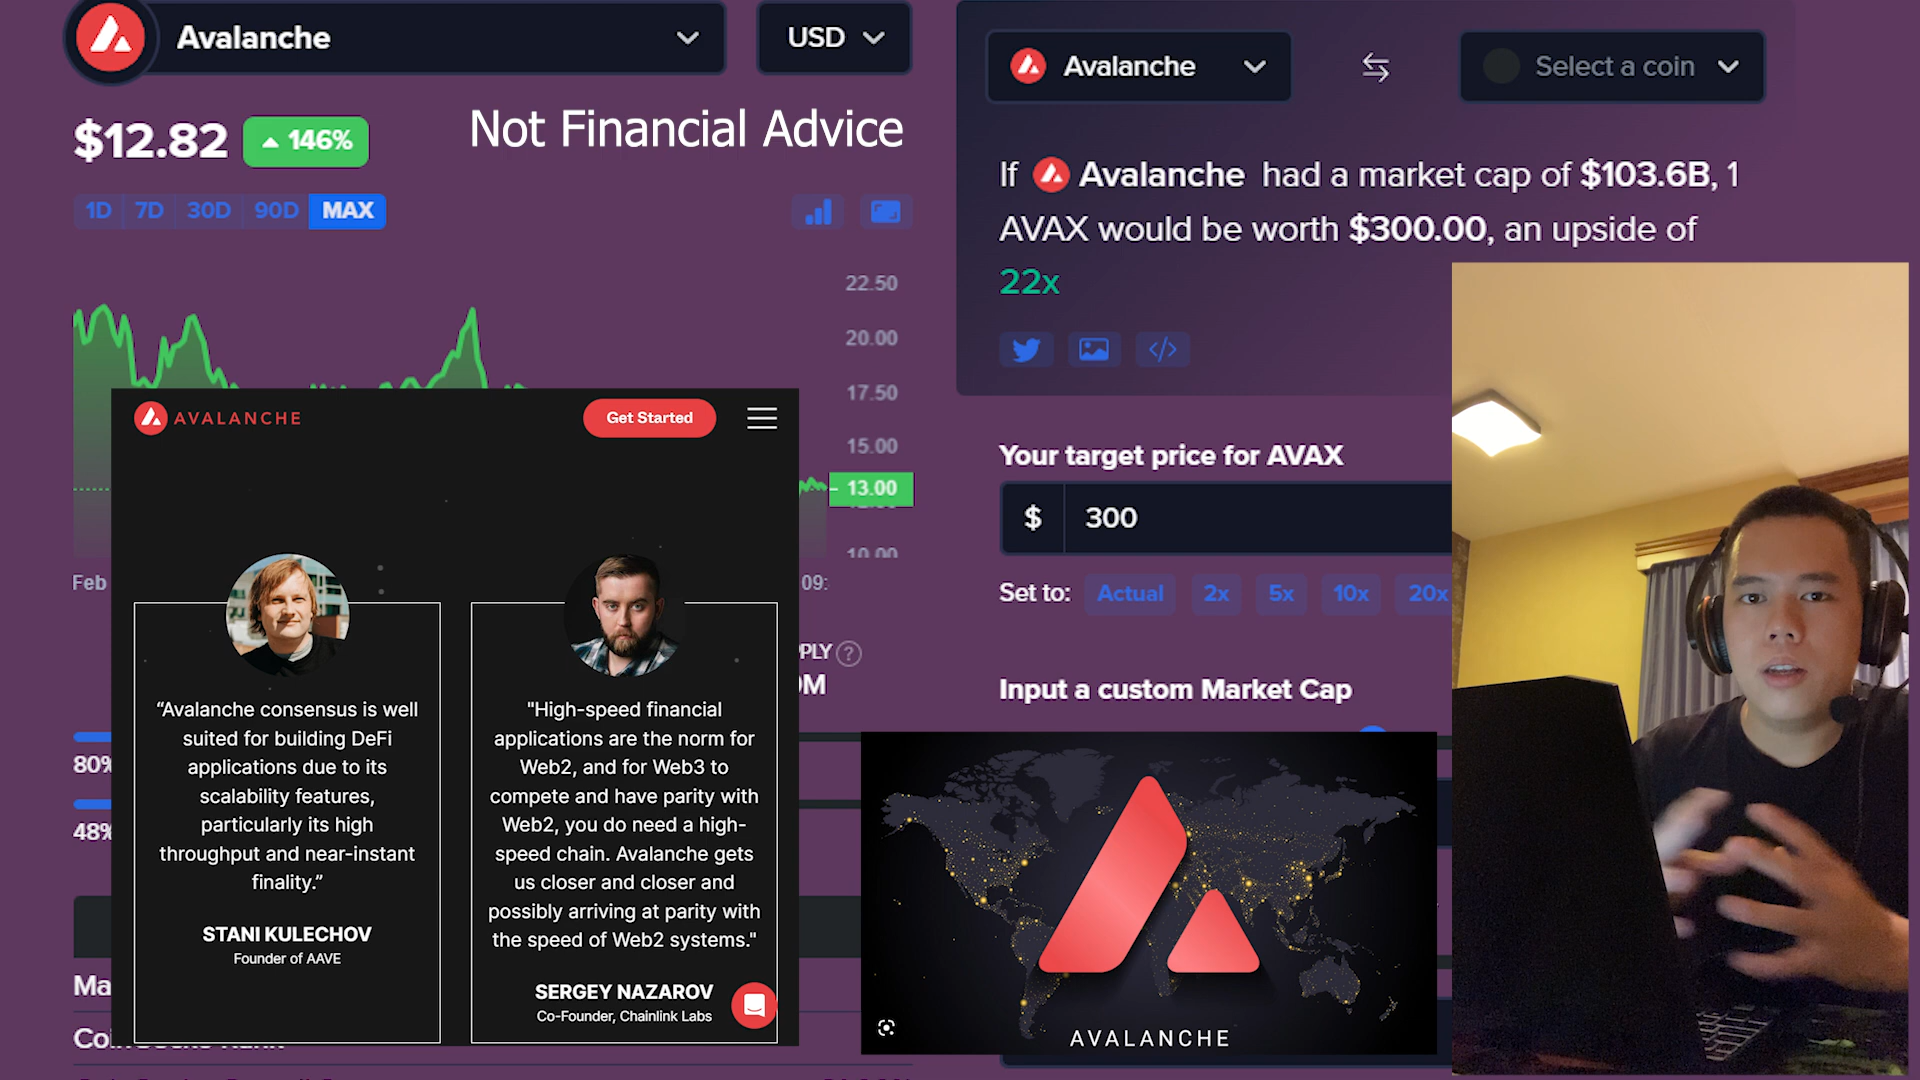 Avalanche
USD
$12.82
146%
Not Financial Advice
1D 7D 30D 90D MAX
22.50
20.00
17.50
15.00
13.00
10.00
Feb
09:
PLY ?
0M
80%
48%
Ma
AVALANCHE
Get Started
“Avalanche consensus is well
suited for building DeFi
applications due to its
scalability features,
particularly its high
throughput and near-instant
finality.”
STANI KULECHOV
Founder of AAVE
"High-speed financial
applications are the norm for
Web2, and for Web3 to
compete and have parity with
Web2, you do need a high-
speed chain. Avalanche gets
us closer and closer and
possibly arriving at parity with
the speed of Web2 systems."
SERGEY NAZAROV
Co-Founder, Chainlink Labs
Avalanche
Select a coin
If Avalanche had a market cap of $103.6B, 1
AVAX would be worth $300.00, an upside of
22x
Your target price for AVAX
$ 300
Set to: Actual 2x 5x 10x 20x
Input a custom Market Cap
AVALANCHE